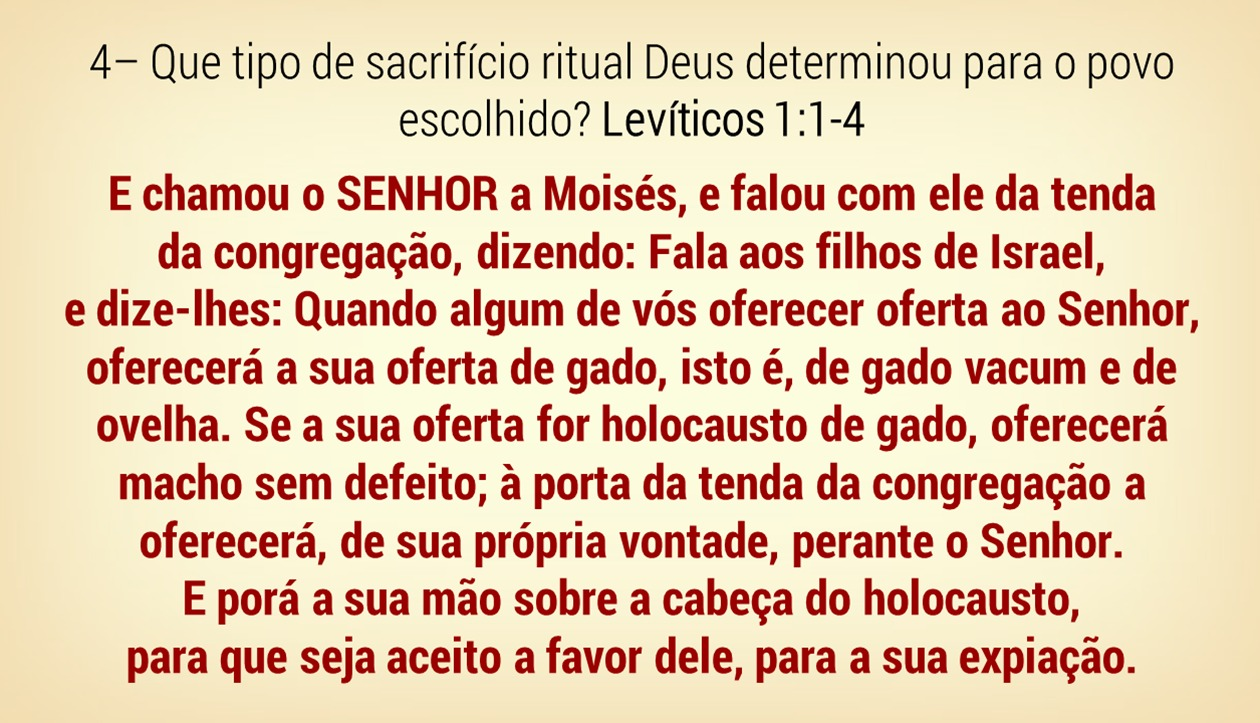 4– Que tipo de sacrifício ritual Deus determinou para o povo
escolhido? Levíticos 1:1-4
E chamou o SENHOR a Moisés, e falou com ele da tenda
da congregação, dizendo: Fala aos filhos de Israel,
e dize-lhes: Quando algum de vós oferecer oferta ao Senhor,
oferecerá a sua oferta de gado, isto é, de gado vacum e de
ovelha. Se a sua oferta for holocausto de gado, oferecerá
macho sem defeito; à porta da tenda da congregação a
oferecerá, de sua própria vontade, perante o Senhor.
E porá a sua mão sobre a cabeça do holocausto,
para que seja aceito a favor dele, para a sua expiação.